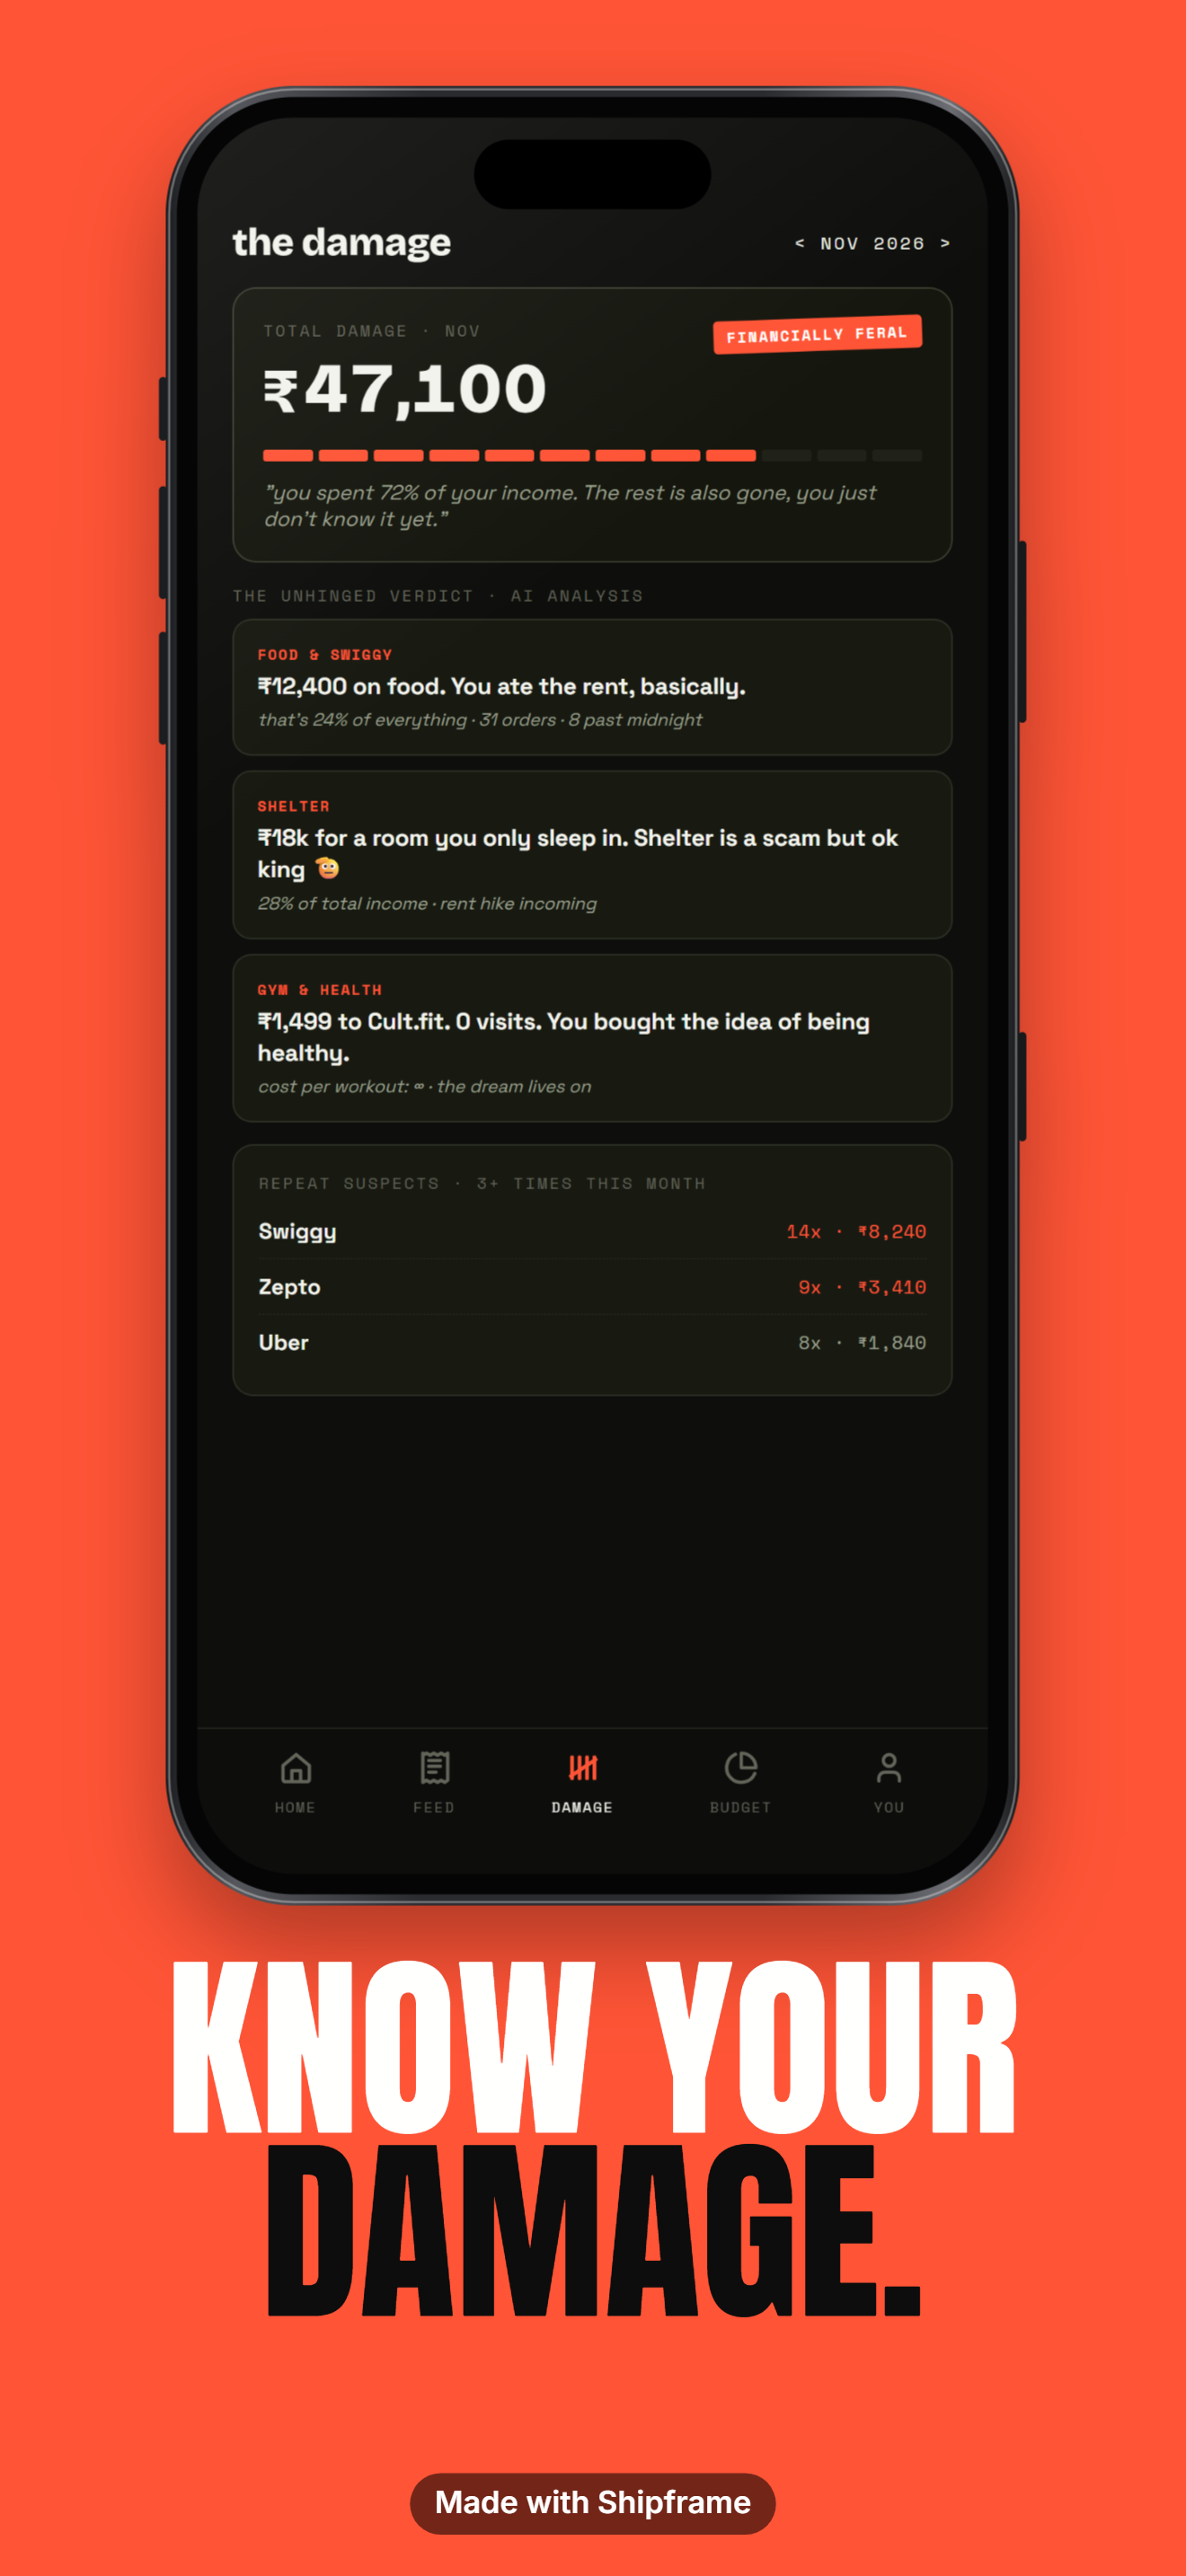 the damage
< NOV 2026 >
TOTAL DAMAGE · NOV
FINANCIALLY FERAL
₹47,100
"you spent 72% of your income. The rest is also gone, you just
don't know it yet."
THE UNHINGED VERDICT · AI ANALYSIS
FOOD & SWIGGY
₹12,400 on food. You ate the rent, basically.
that's 24% of everything · 31 orders · 8 past midnight
SHELTER
₹18k for a room you only sleep in. Shelter is a scam but ok
king 🫡
28% of total income · rent hike incoming
GYM & HEALTH
₹1,499 to Cult.fit. 0 visits. You bought the idea of being
healthy.
cost per workout: ∞ · the dream lives on
REPEAT SUSPECTS · 3+ TIMES THIS MONTH
Swiggy 14x · ₹8,240
Zepto 9x · ₹3,410
Uber 8x · ₹1,840
HOME FEED DAMAGE BUDGET YOU
KNOW YOUR
DAMAGE.
Made with Shipframe